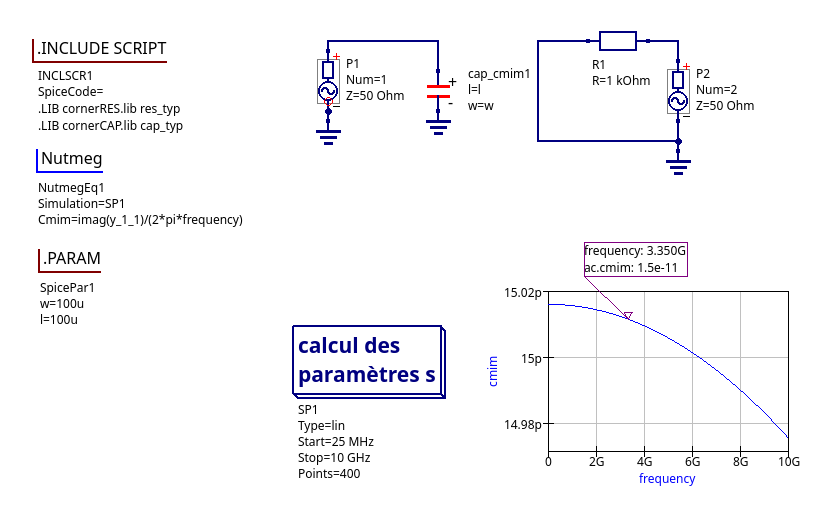 .INCLUDE SCRIPT
INCLSCR1
SpiceCode=
.LIB cornerRES.lib res_typ
.LIB cornerCAP.lib cap_typ
Nutmeg
NutmegEq1
Simulation=SP1
Cmim=imag(y_1_1)/(2*pi*frequency)
.PARAM
SpicePar1
w=100u
l=100u
+
P1
Num=1
Z=50 Ohm
−
+
cap_cmim1
l=l
w=w
-
R1
R=1 kOhm
+
P2
Num=2
Z=50 Ohm
−
calcul des
paramètres s
SP1
Type=lin
Start=25 MHz
Stop=10 GHz
Points=400
frequency: 3.350G
ac.cmim: 1.5e-11
15.02p
15p
14.98p
cmim
0 2G 4G 6G 8G 10G
frequency